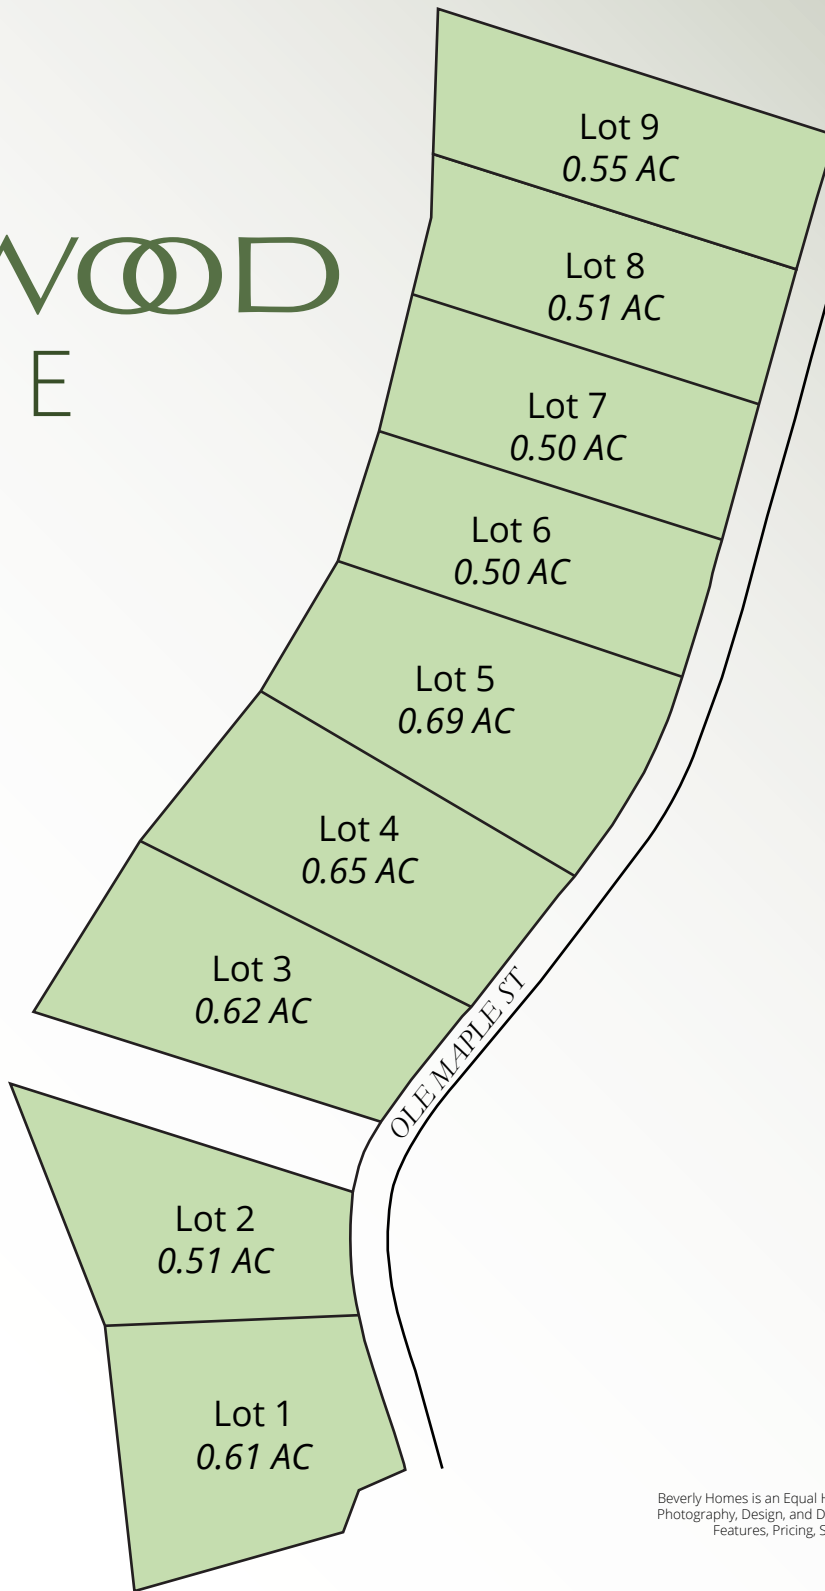 Lot 9
0.55 AC
WOOD
E
Lot 8
0.51 AC
Lot 7
0.50 AC
Lot 6
0.50 AC
Lot 5
0.69 AC
Lot 4
0.65 AC
Lot 3
0.62 AC
OLE MAPLE ST
Lot 2
0.51 AC
Lot 1
0.61 AC
Beverly Homes is an Equal H
Photography, Design, and D
Features, Pricing, S